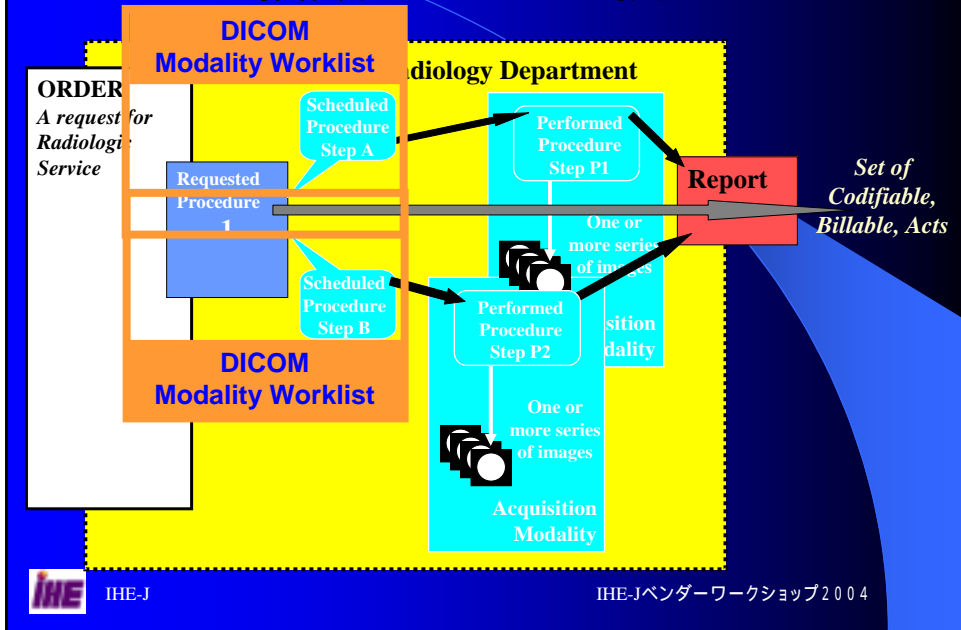 DICOM
Modality Worklist
adiology Department
ORDER
A request for
Radiologic
Service
Scheduled
Procedure
Step A
Performed
Procedure
Step P1
Requested
Procedure
1
Report
Set of
Codifiable,
Billable, Acts
One or
more series
of images
Scheduled
Procedure
Step B
Performed
Procedure
Step P2
sition
dality
DICOM
Modality Worklist
One or
more series
of images
Acquisition
Modality
IHE
IHE-J
IHE-Jベンダーワークショップ2004